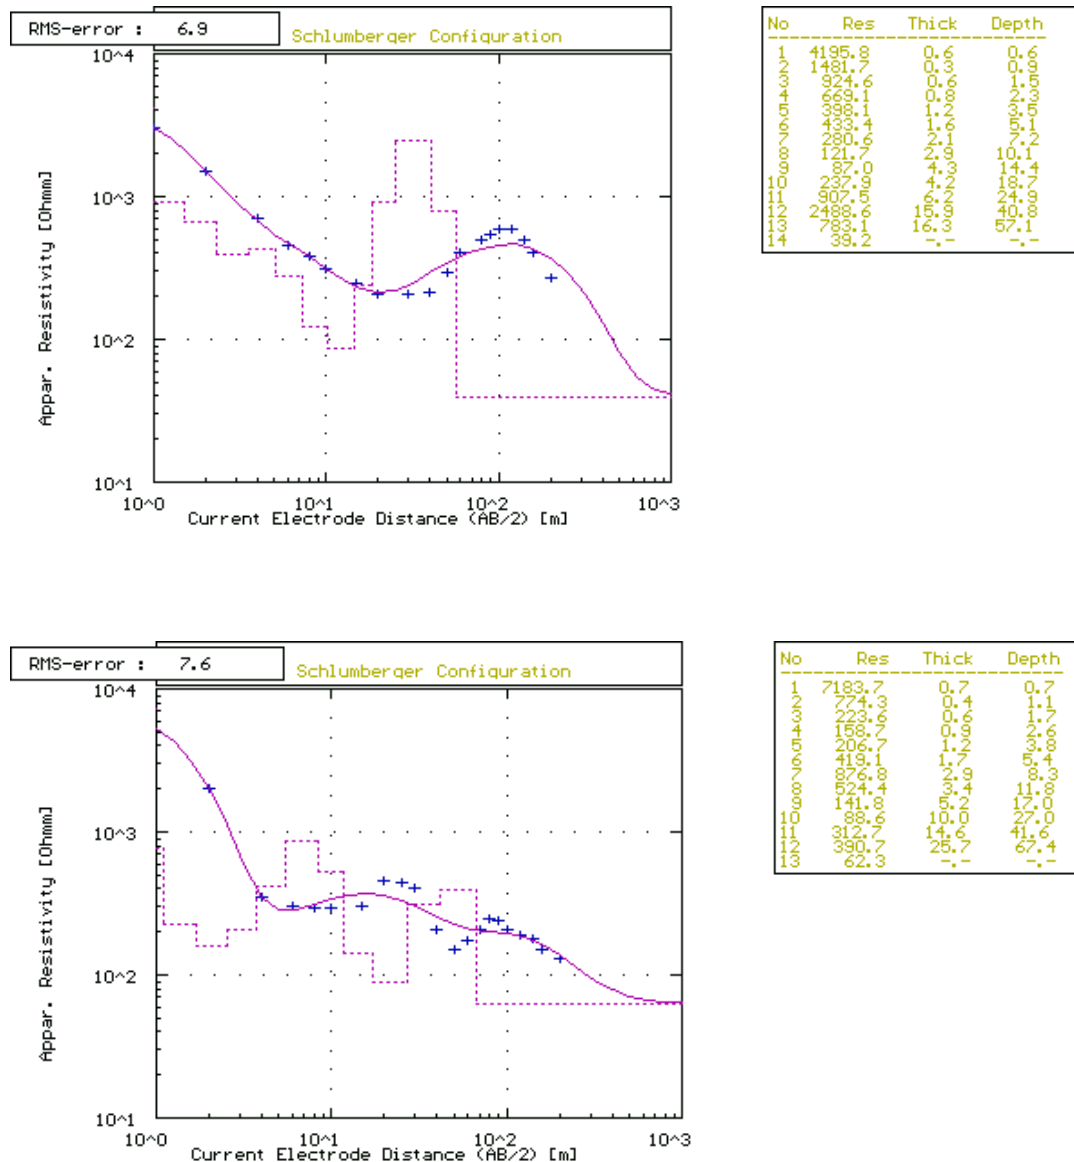 RMS-error : 6.9
Schlumberger Configuration
10^4
10^3
10^2
10^1
Appar. Resistivity [Ohmm]
10^0 10^1 10^2 10^3
Current Electrode Distance (AB/2) [m]
No Res Thick Depth
1 4195.8 0.6 0.6
2 1481.7 0.3 0.9
3 924.6 0.6 1.5
4 669.1 0.8 2.3
5 398.1 1.2 3.5
6 433.4 1.6 5.1
7 280.6 2.1 7.2
8 121.7 2.9 10.1
9 87.0 4.3 14.4
10 237.9 4.2 18.7
11 907.5 6.2 24.9
12 2488.6 15.9 40.8
13 783.1 16.3 57.1
14 39.2 -.- -.-
RMS-error : 7.6
Schlumberger Configuration
10^4
10^3
10^2
10^1
Appar. Resistivity [Ohmm]
10^0 10^1 10^2 10^3
Current Electrode Distance (AB/2) [m]
No Res Thick Depth
1 7183.7 0.7 0.7
2 774.3 0.4 1.1
3 223.6 0.6 1.7
4 158.7 0.9 2.6
5 206.7 1.2 3.8
6 419.1 1.7 5.4
7 876.8 2.9 8.3
8 524.4 3.4 11.8
9 141.8 5.2 17.0
10 88.6 10.0 27.0
11 312.7 14.6 41.6
12 390.7 25.7 67.4
13 62.3 -.- -.-